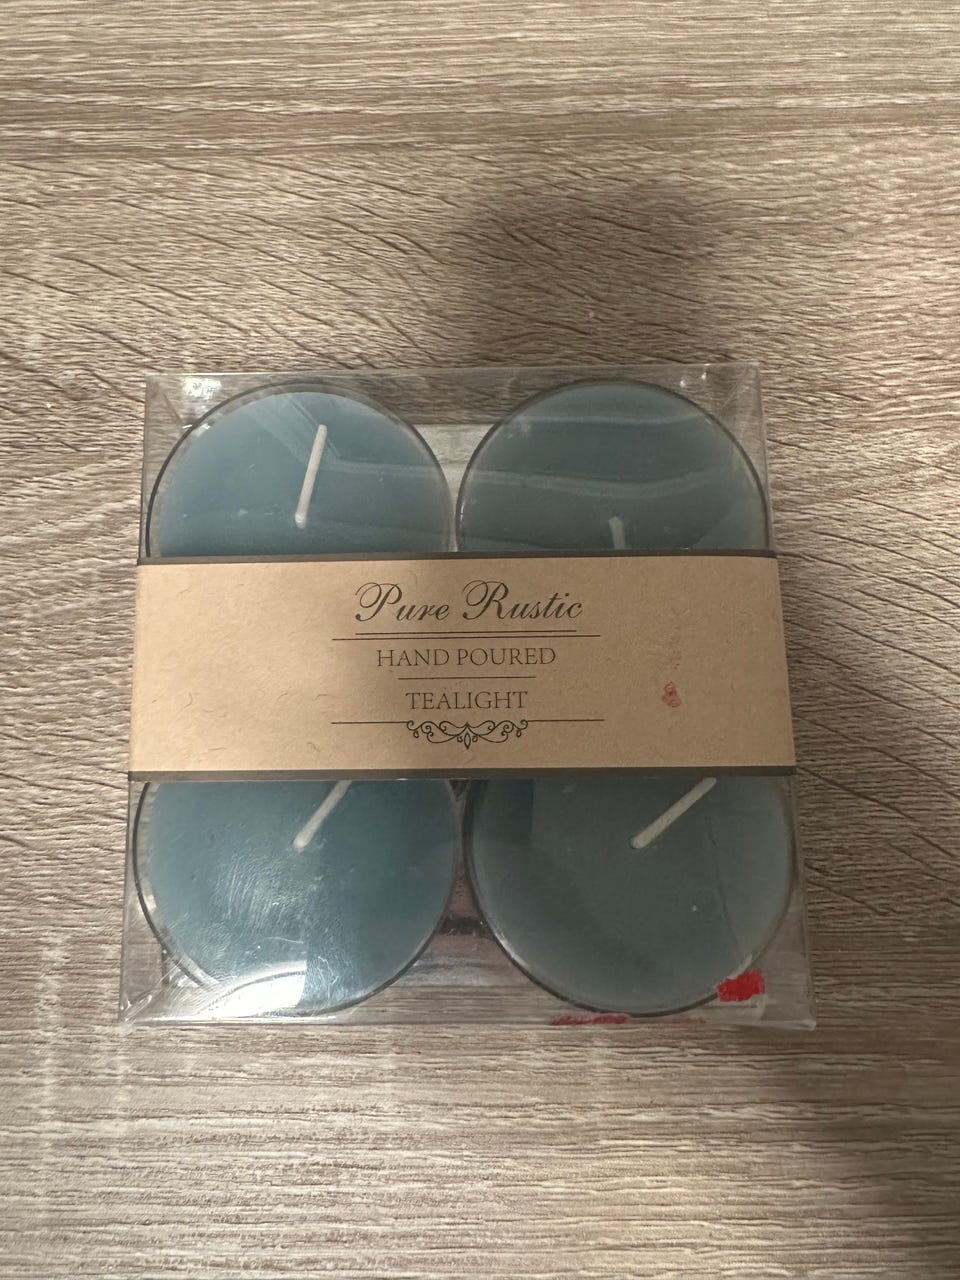 Pure Rustic
HAND POURED
TEALIGHT